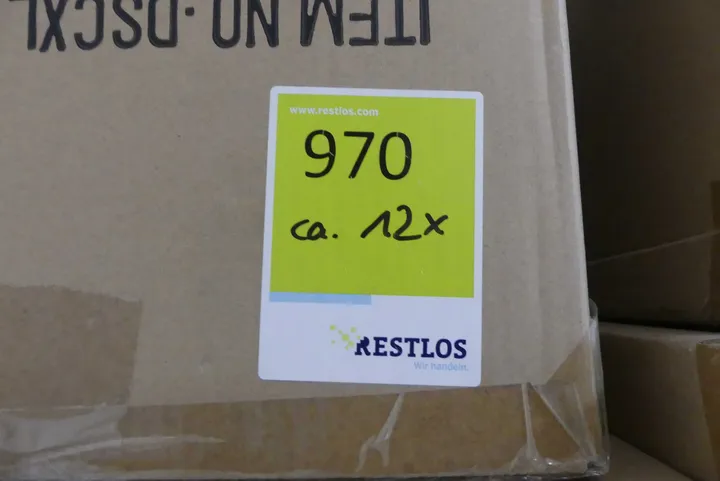 ITEM NO.:DSCXL
www.restlos.com
970
ca. 12x
RESTLOS
Wir handeln.